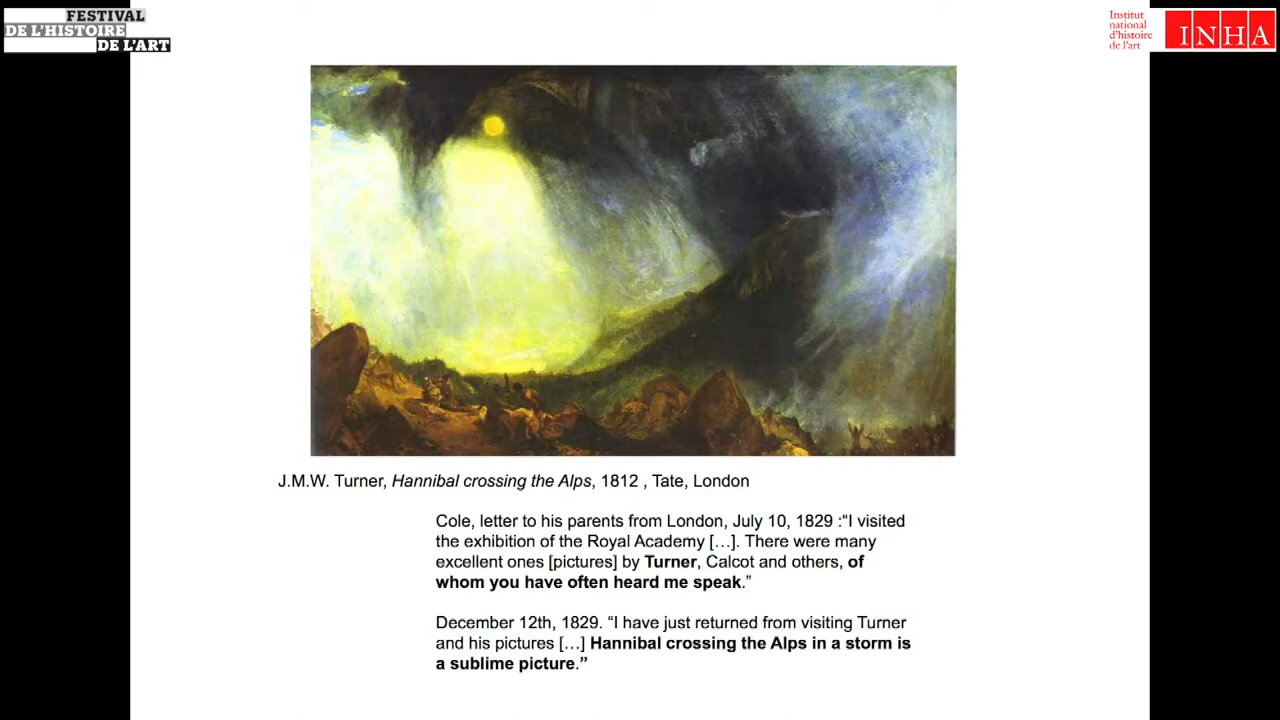 FESTIVAL
DE L'HISTOIRE
DE L'ART
Institut
national
d'histoire
de l'art
INHA
J.M.W. Turner, Hannibal crossing the Alps, 1812 , Tate, London
Cole, letter to his parents from London, July 10, 1829 :“I visited
the exhibition of the Royal Academy [...]. There were many
excellent ones [pictures] by Turner, Calcot and others, of
whom you have often heard me speak.”
December 12th, 1829. “I have just returned from visiting Turner
and his pictures [...] Hannibal crossing the Alps in a storm is
a sublime picture.”